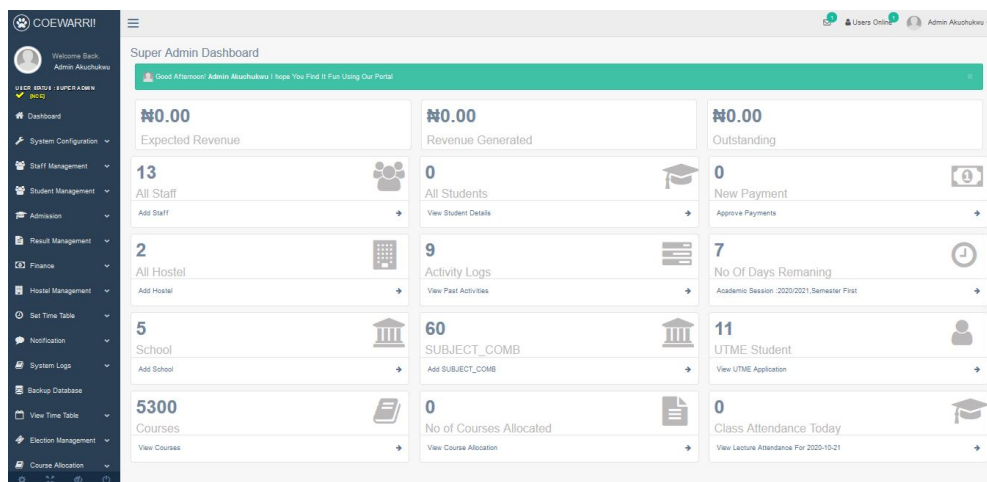 COEWARRI!
1
Users Online
1
Admin Akuchukwu
Welcome Back,
Admin Akuchukwu
USER STATUS : SUPER ADMIN
[NCE]
Dashboard
System Configuration
Staff Management
Student Management
Admission
Result Management
Finance
Hostel Management
Set Time Table
Notification
System Logs
Backup Database
View Time Table
Election Management
Course Allocation
Super Admin Dashboard
Good Afternoon! Admin Akuchukwu I hope You Find It Fun Using Our Portal
×
₦0.00
Expected Revenue
₦0.00
Revenue Generated
₦0.00
Outstanding
13
All Staff
Add Staff
0
All Students
View Student Details
0
New Payment
Approve Payments
2
All Hostel
Add Hostel
9
Activity Logs
View Past Activities
7
No Of Days Remaning
Academic Session :2020/2021,Semester First
5
School
Add School
60
SUBJECT_COMB
Add SUBJECT_COMB
11
UTME Student
View UTME Application
5300
Courses
View Courses
0
No of Courses Allocated
View Course Allocation
0
Class Attendance Today
View Lecture Attendance For 2020-10-21